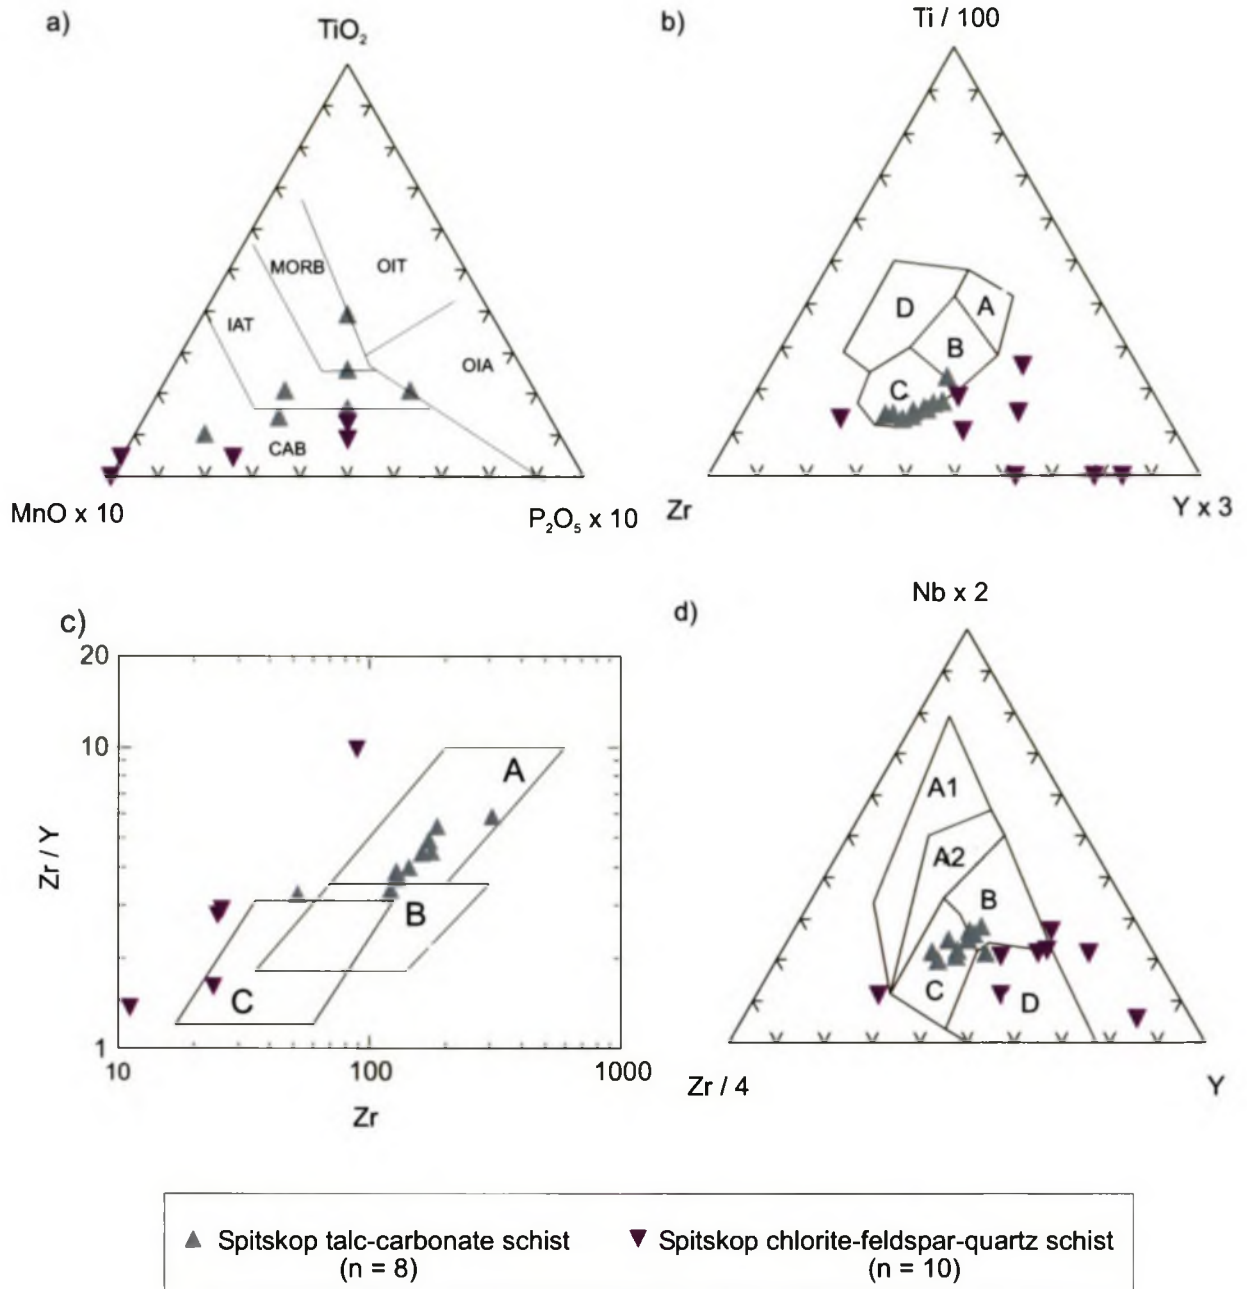 a)
TiO₂
MORB
OIT
IAT
OIA
CAB
MnO x 10
P₂O₅ x 10
b)
Ti / 100
D
A
B
C
Zr
Y x 3
c)
20
10
1
Zr / Y
A
B
C
10
100
1000
Zr
d)
Nb x 2
A1
A2
B
C
D
Zr / 4
Y
Spitskop talc-carbonate schist
(n = 8)
Spitskop chlorite-feldspar-quartz schist
(n = 10)